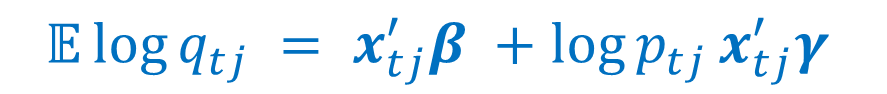 𝔼 log q_{tj} = x′_{tj}β + log p_{tj} x′_{tj}γ